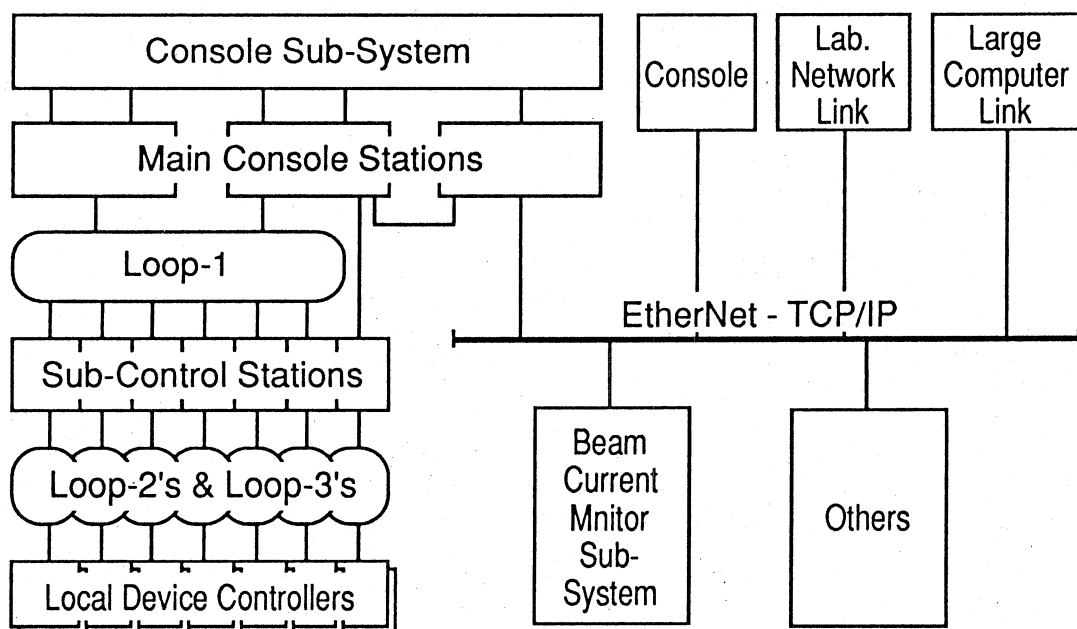 Console Sub-System
Main Console Stations
Loop-1
Sub-Control Stations
Loop-2's & Loop-3's
Local Device Controllers
Console
Lab.
Network
Link
Large
Computer
Link
EtherNet - TCP/IP
Beam
Current
Mnitor
Sub-
System
Others